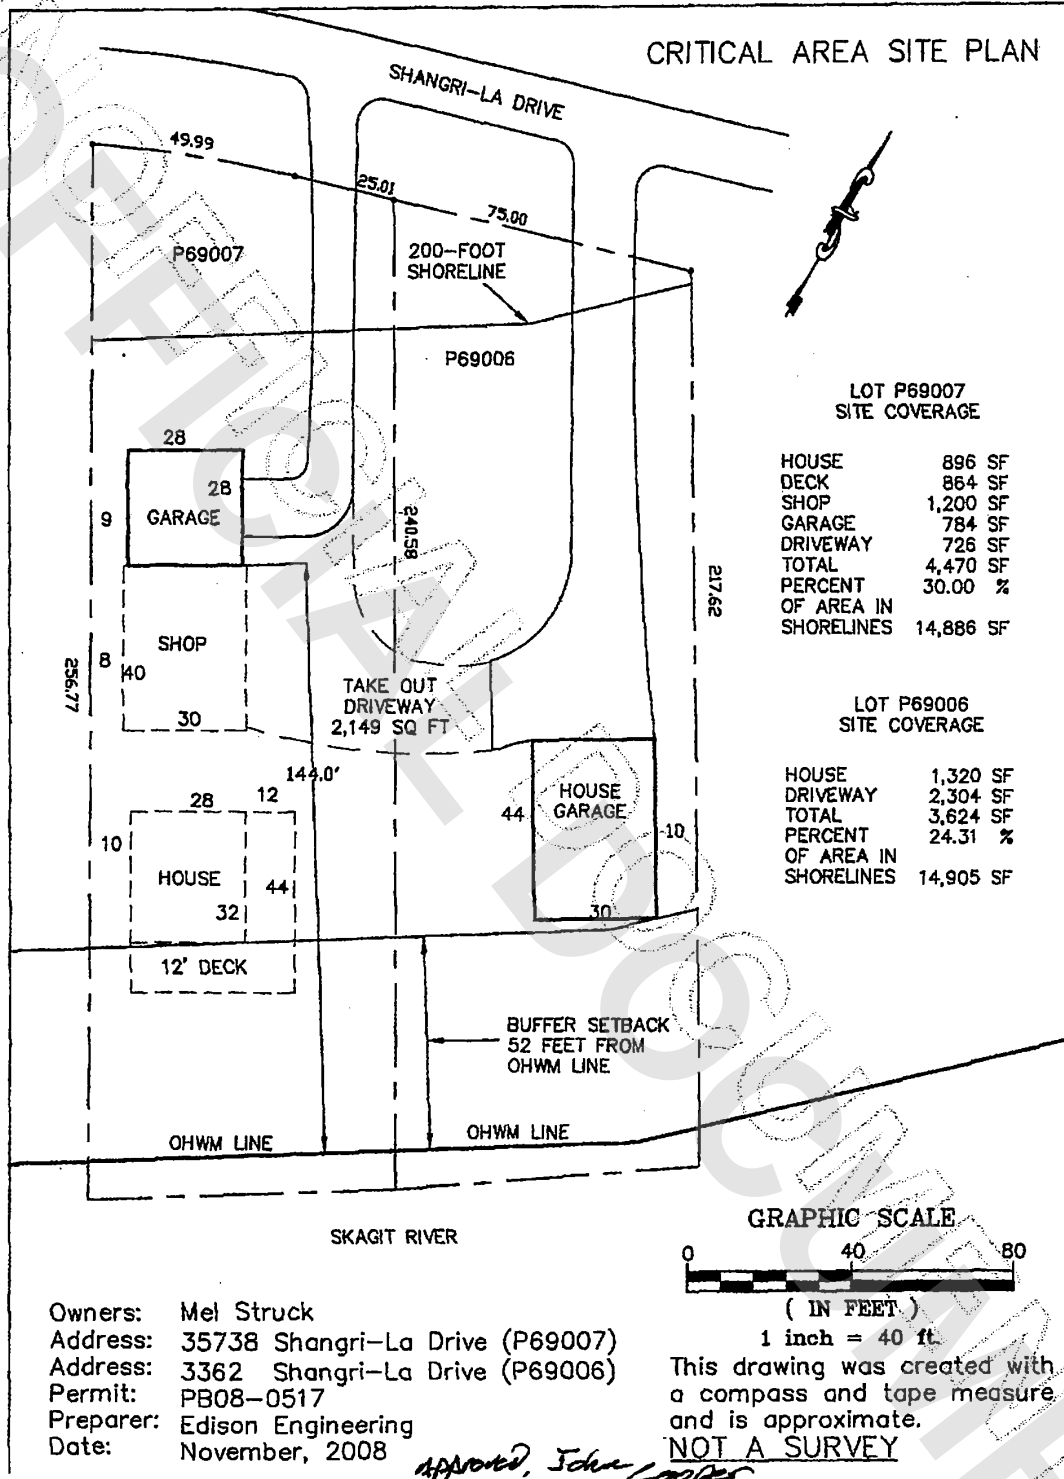 CRITICAL AREA SITE PLAN
SHANGRI-LA DRIVE
49.99
25.01
75.00
P69007
200-FOOT
SHORELINE
P69006
LOT P69007
SITE COVERAGE
HOUSE 896 SF
DECK 864 SF
SHOP 1,200 SF
GARAGE 784 SF
DRIVEWAY 726 SF
TOTAL 4,470 SF
PERCENT 30.00 %
OF AREA IN
SHORELINES 14,886 SF
28
28
GARAGE
9
240.58
217.62
SHOP
8
40
30
256.77
TAKE OUT
DRIVEWAY
2,149 SQ FT
LOT P69006
SITE COVERAGE
HOUSE 1,320 SF
DRIVEWAY 2,304 SF
TOTAL 3,624 SF
PERCENT 24.31 %
OF AREA IN
SHORELINES 14,905 SF
144.0'
28
12
10
HOUSE
44
32
12' DECK
HOUSE
GARAGE
44
10
30
BUFFER SETBACK
52 FEET FROM
OHWM LINE
OHWM LINE
OHWM LINE
SKAGIT RIVER
GRAPHIC SCALE
0 40 80
( IN FEET )
1 inch = 40 ft.
Owners: Mel Struck
Address: 35738 Shangri-La Drive (P69007)
Address: 3362 Shangri-La Drive (P69006)
Permit: PB08-0517
Preparer: Edison Engineering
Date: November, 2008
This drawing was created with
a compass and tape measure
and is approximate.
NOT A SURVEY
Approved, John Cooper
UNOFFICIAL DOCUMENT